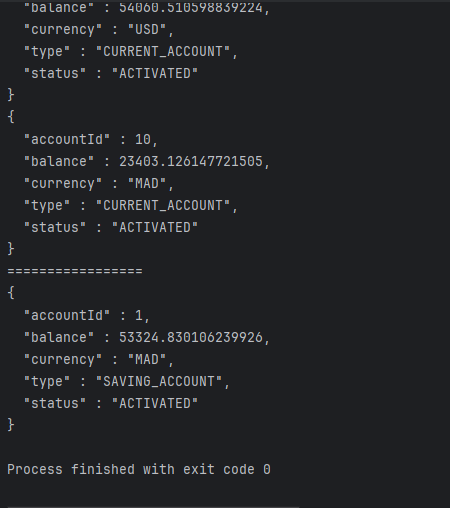 "balance" : 54060.510598839224,
  "currency" : "USD",
  "type" : "CURRENT_ACCOUNT",
  "status" : "ACTIVATED"
}
{
  "accountId" : 10,
  "balance" : 23403.126147721505,
  "currency" : "MAD",
  "type" : "CURRENT_ACCOUNT",
  "status" : "ACTIVATED"
}
=================
{
  "accountId" : 1,
  "balance" : 53324.830106239926,
  "currency" : "MAD",
  "type" : "SAVING_ACCOUNT",
  "status" : "ACTIVATED"
}
Process finished with exit code 0